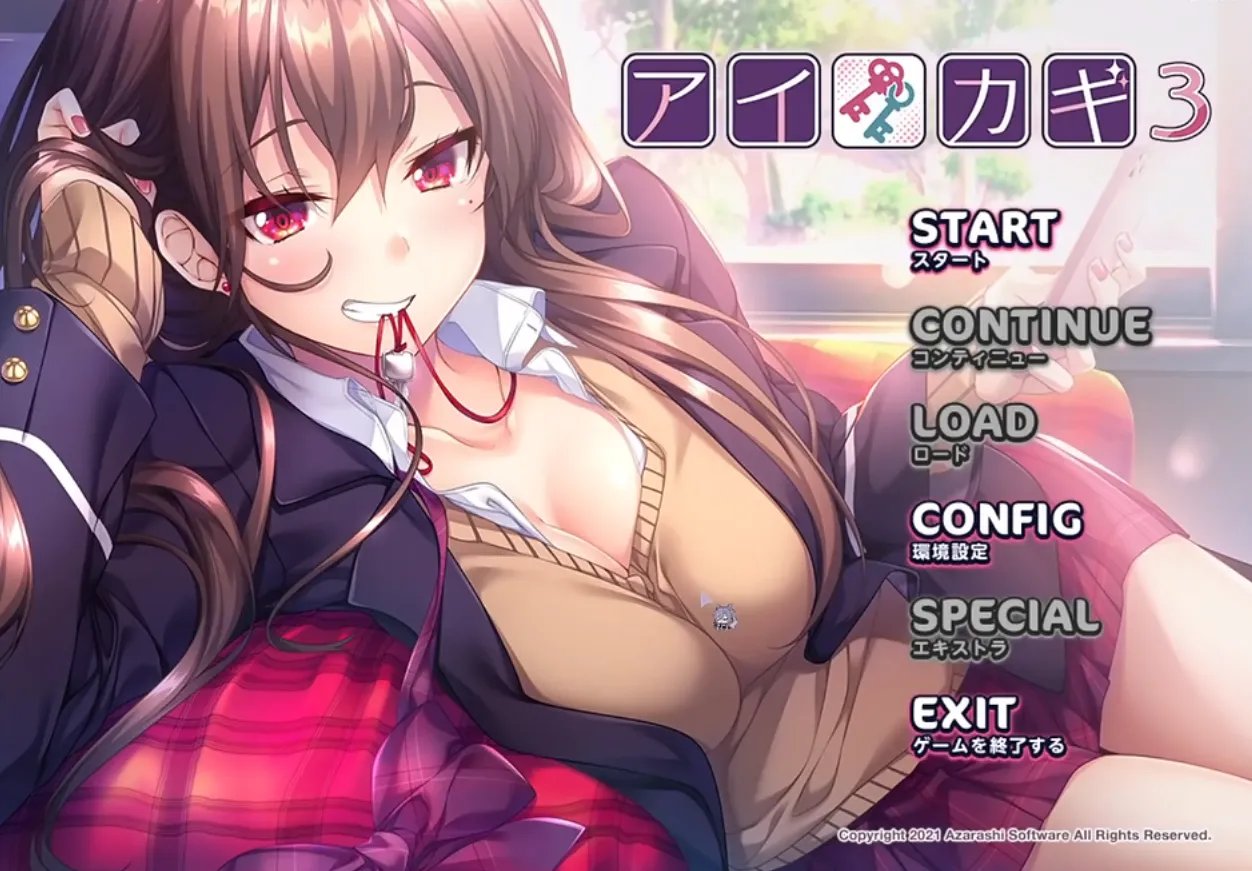 アイカギ3
START
スタート
CONTINUE
コンティニュー
LOAD
ロード
CONFIG
環境設定
SPECIAL
エキストラ
EXIT
ゲームを終了する
Copyright 2021 Azarashi Software All Rights Reserved.